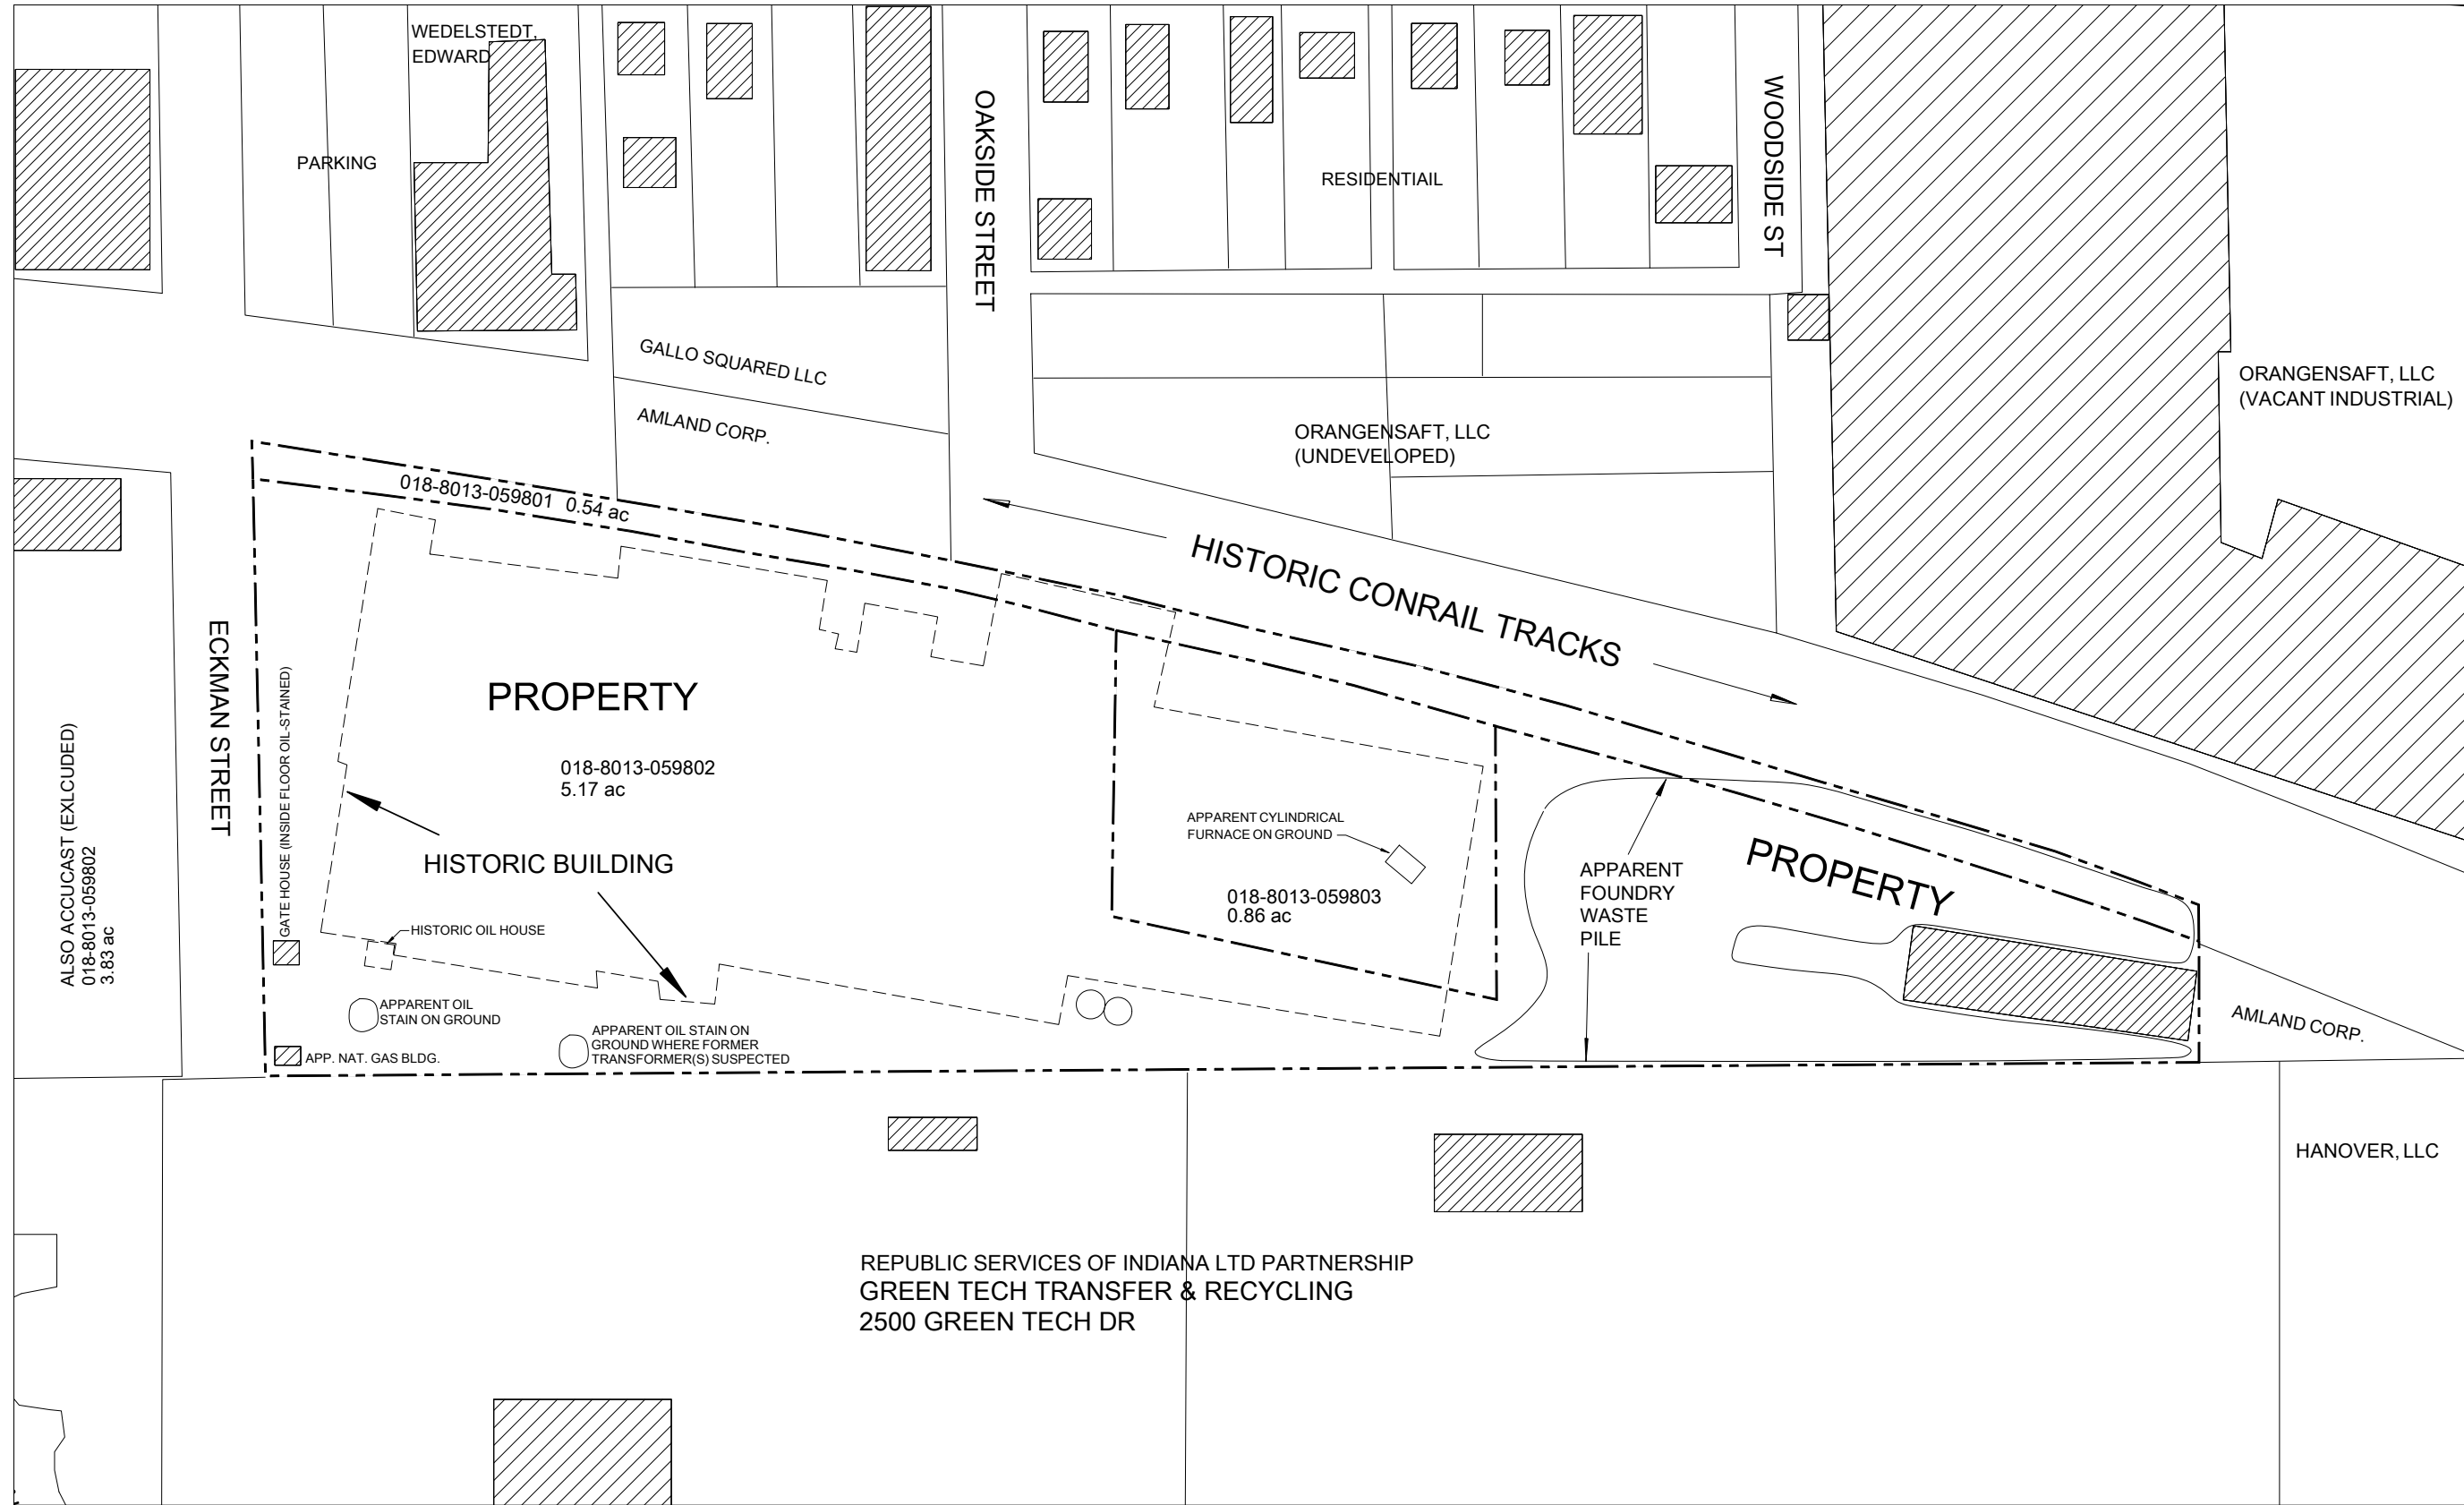 WEDELSTEDT,
EDWARD
PARKING
OAKSIDE STREET
RESIDENTIAIL
WOODSIDE ST
GALLO SQUARED LLC
AMLAND CORP.
ORANGENSAFT, LLC
(UNDEVELOPED)
ORANGENSAFT, LLC
(VACANT INDUSTRIAL)
018-8013-059801 0.54 ac
HISTORIC CONRAIL TRACKS
ECKMAN STREET
ALSO ACCUCAST (EXLCUDED)
018-8013-059802
3.83 ac
GATE HOUSE (INSIDE FLOOR OIL-STAINED)
PROPERTY
018-8013-059802
5.17 ac
HISTORIC BUILDING
HISTORIC OIL HOUSE
APPARENT OIL
STAIN ON GROUND
APP. NAT. GAS BLDG.
APPARENT OIL STAIN ON
GROUND WHERE FORMER
TRANSFORMER(S) SUSPECTED
APPARENT CYLINDRICAL
FURNACE ON GROUND
018-8013-059803
0.86 ac
APPARENT
FOUNDRY
WASTE
PILE
PROPERTY
AMLAND CORP.
HANOVER, LLC
REPUBLIC SERVICES OF INDIANA LTD PARTNERSHIP
GREEN TECH TRANSFER & RECYCLING
2500 GREEN TECH DR